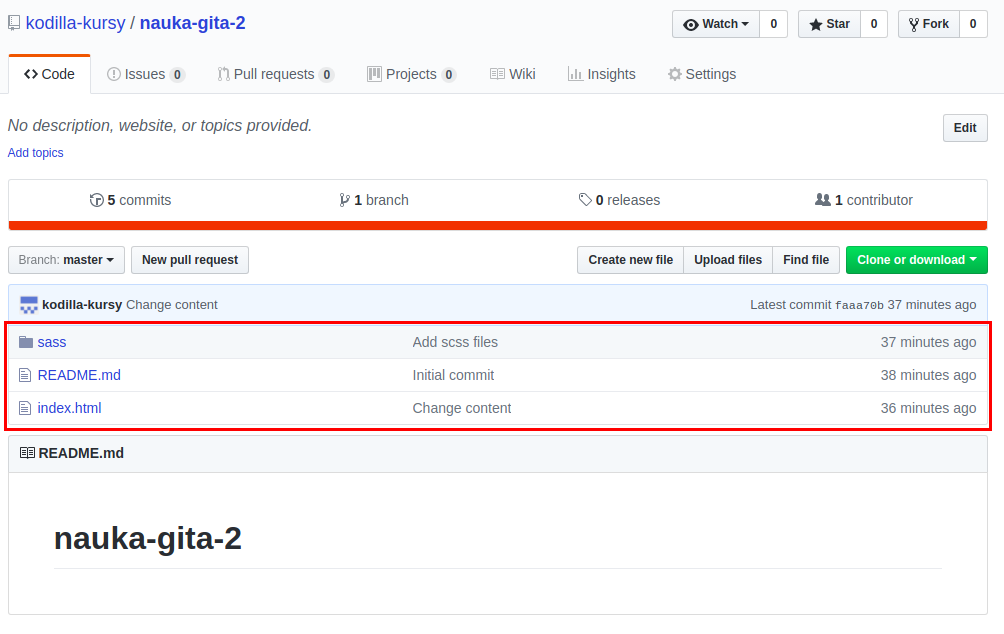 kodilla-kursy / nauka-gita-2
Watch 0 Star 0 Fork 0
Code Issues 0 Pull requests 0 Projects 0 Wiki Insights Settings
No description, website, or topics provided. Edit
Add topics
5 commits 1 branch 0 releases 1 contributor
Branch: master New pull request Create new file Upload files Find file Clone or download
kodilla-kursy Change content Latest commit faaa70b 37 minutes ago
sass Add scss files 37 minutes ago
README.md Initial commit 38 minutes ago
index.html Change content 36 minutes ago
README.md
nauka-gita-2